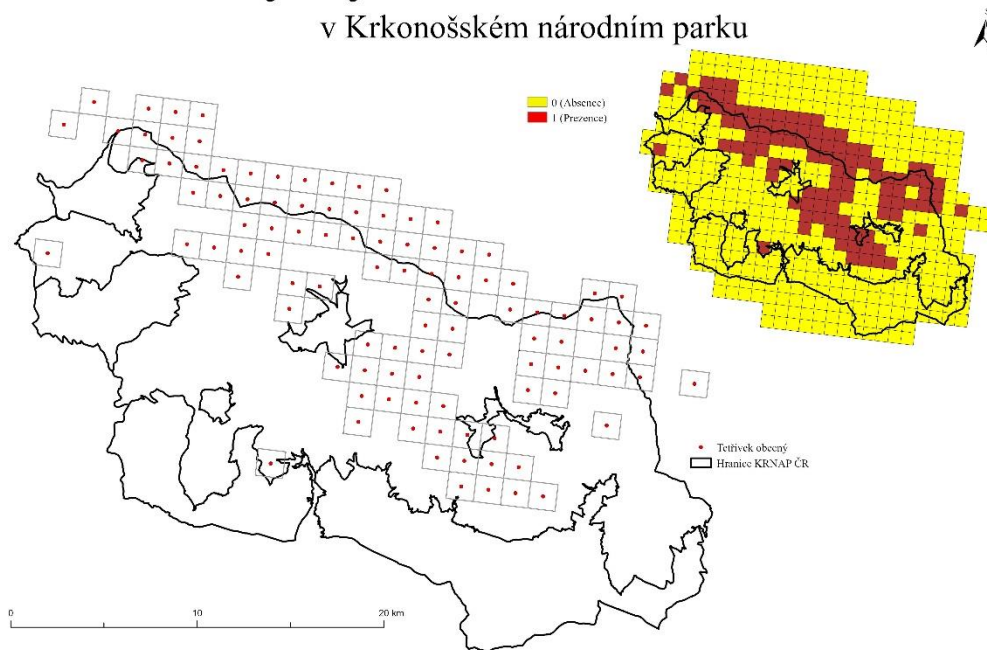 v Krkonošském národním parku
0 (Absence)
1 (Prezence)
Tetřívek obecný
Hranice KRNAP ČR
0
10
20 km